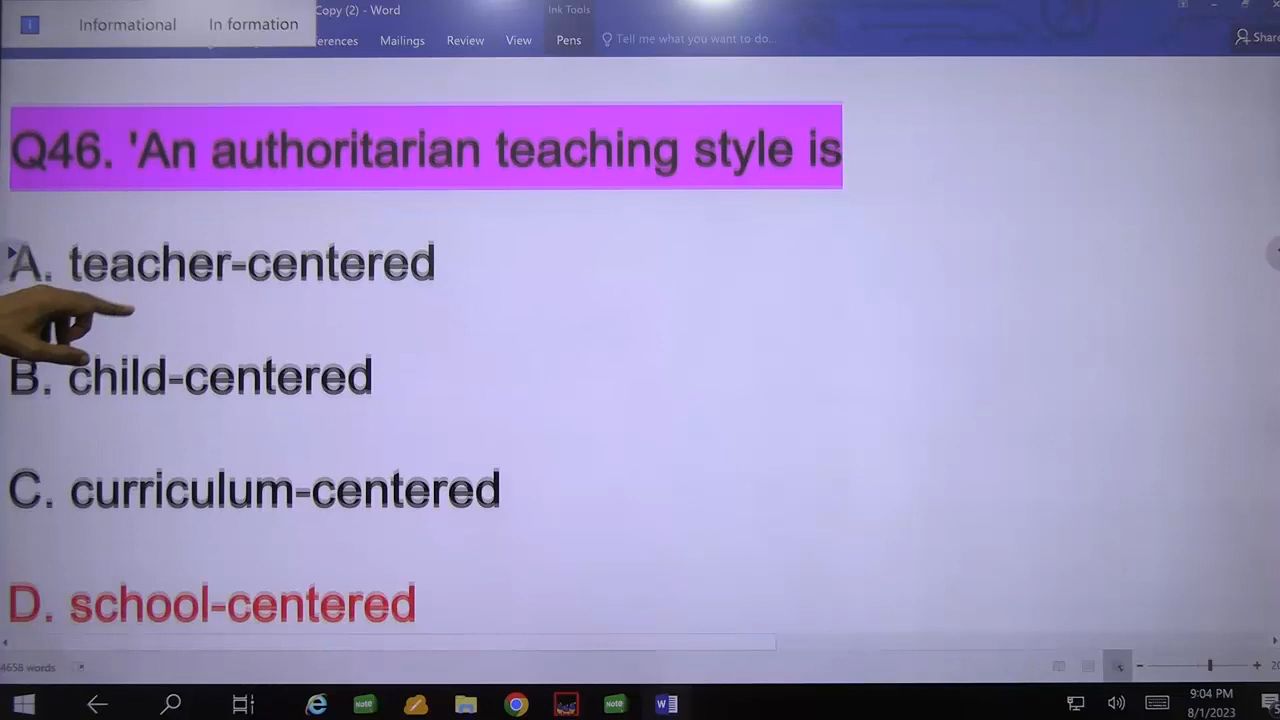 Informational In formation
Copy (2) - Word
Ink Tools
Mailings Review View Pens Tell me what you want to do... Share
Q46. 'An authoritarian teaching style is
A. teacher-centered
B. child-centered
C. curriculum-centered
D. school-centered
4658 words
9:04 PM
8/1/2023